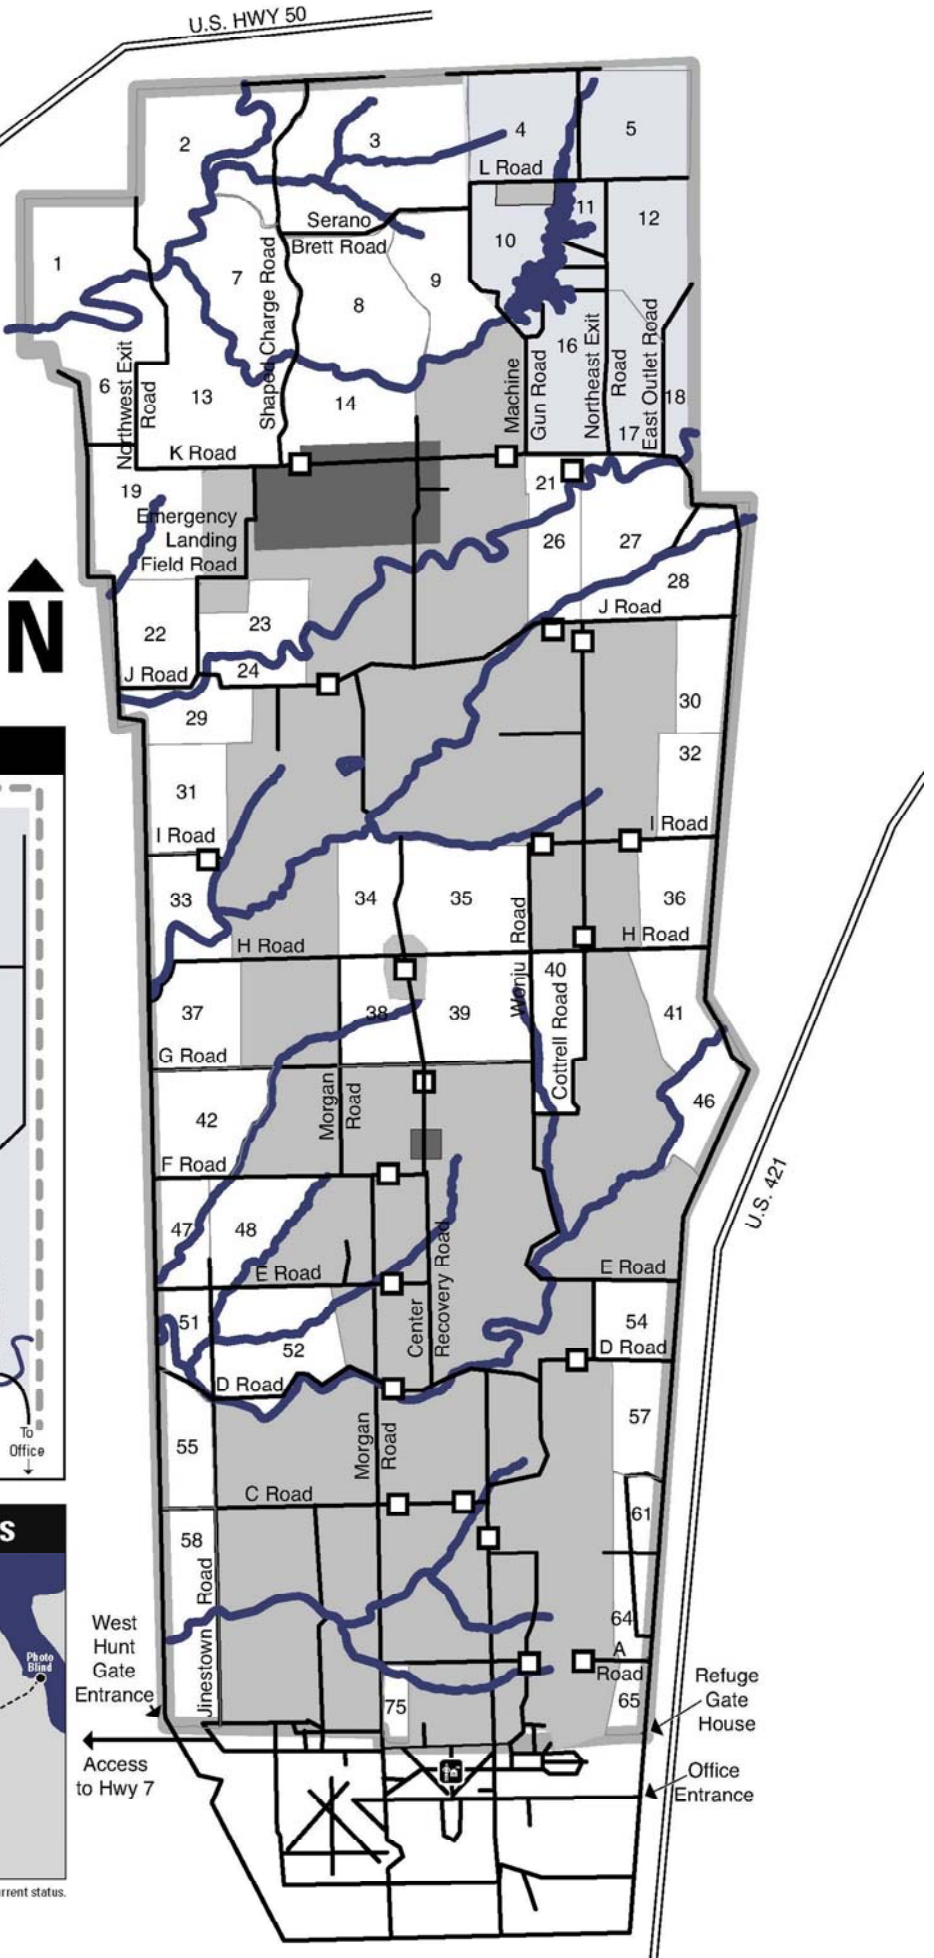 U.S. HWY 50
2
3
4
5
L Road
1
7
Serano
Brett Road
8
9
10
11
12
Shaped Charge Road
6
Northwest Exit
Road
13
14
Machine
Gun Road
16
Northeast Exit
Road
East Outlet Road
17
18
K Road
19
Emergency
Landing
Field Road
21
26
27
28
J Road
N
22
23
24
J Road
29
30
31
32
I Road
I Road
33
34
35
36
H Road
Wonju Road
H Road
37
38
39
40
Cottrell Road
41
G Road
42
Morgan
Road
46
F Road
47
48
E Road
Center
Recovery Road
E Road
U.S. 421
51
52
54
D Road
D Road
To
Office
55
Morgan
Road
57
C Road
58
61
S
Jinestown Road
Photo
Blind
West
Hunt
Gate
Entrance
64
A
Road
65
75
Refuge
Gate
House
Access
to Hwy 7
Office
Entrance
urrent status.